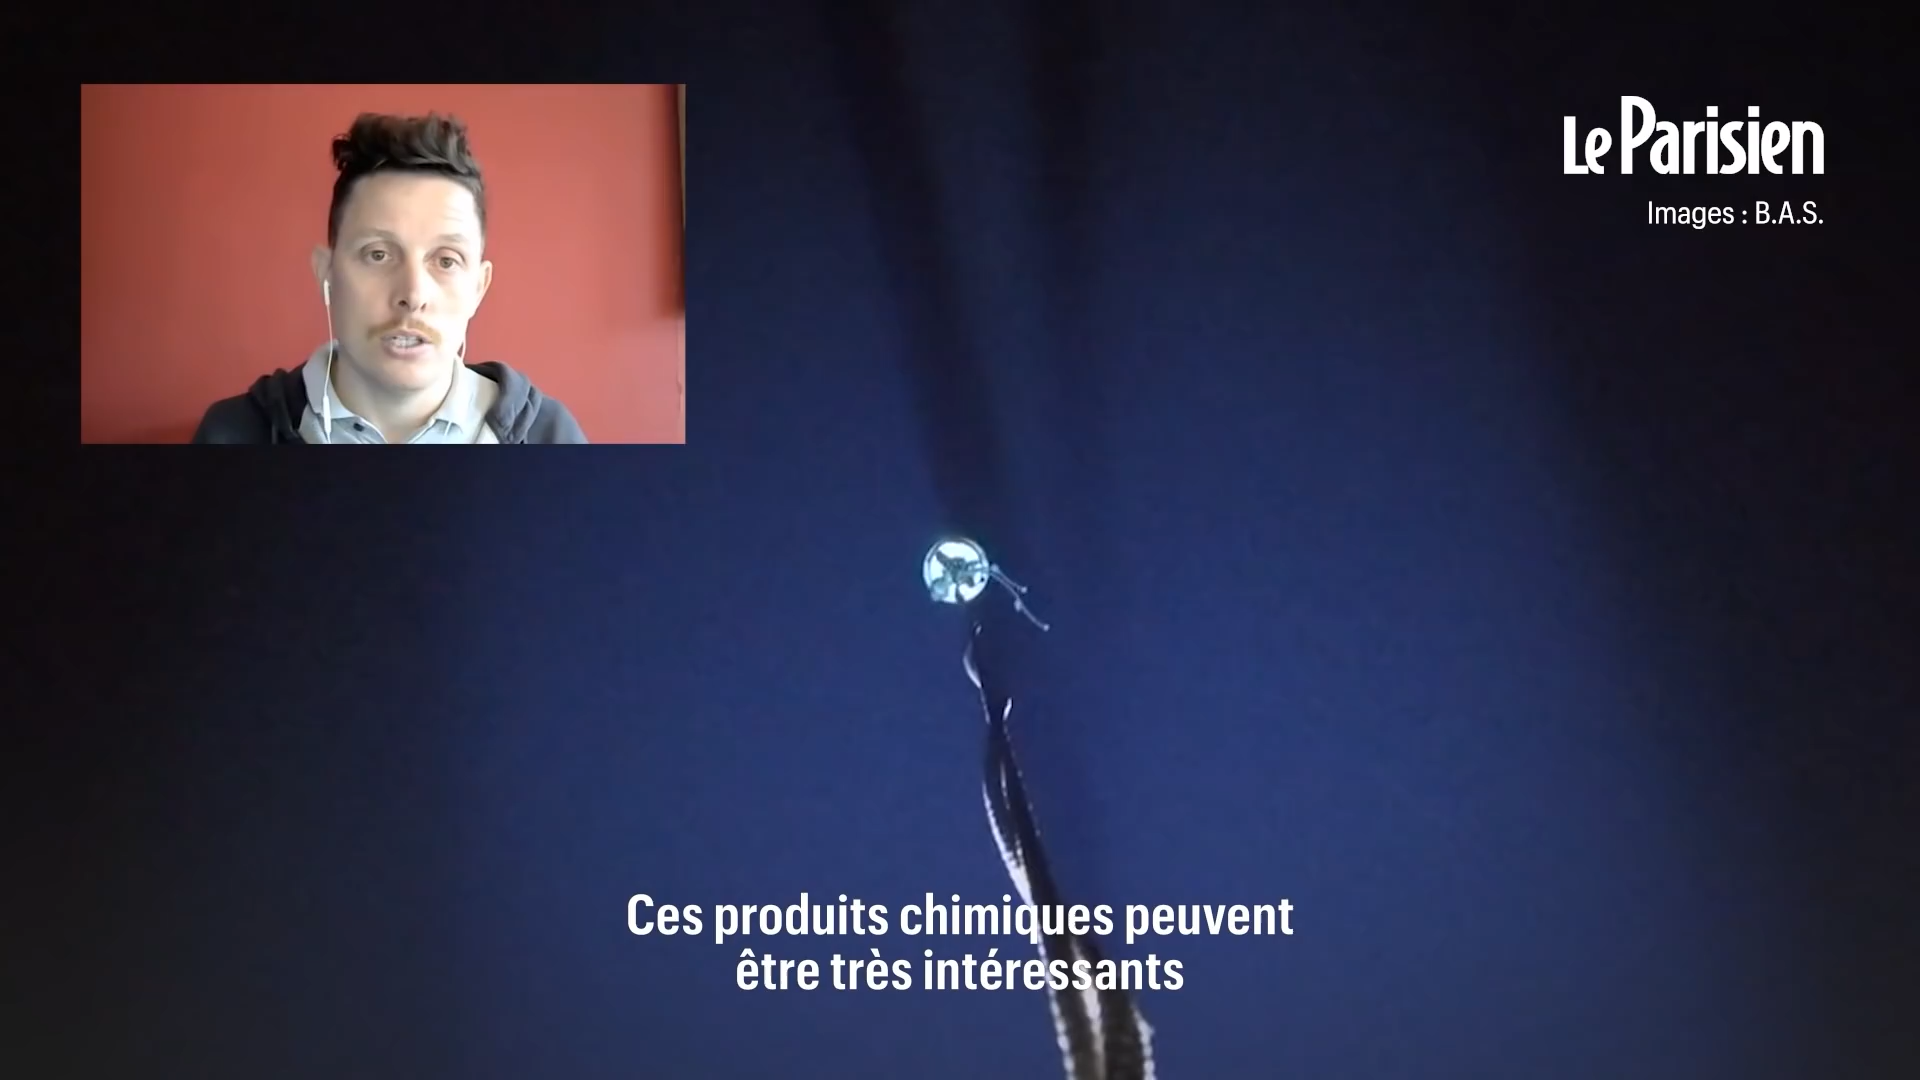 Le Parisien
Images : B.A.S.
Ces produits chimiques peuvent
être très intéressants